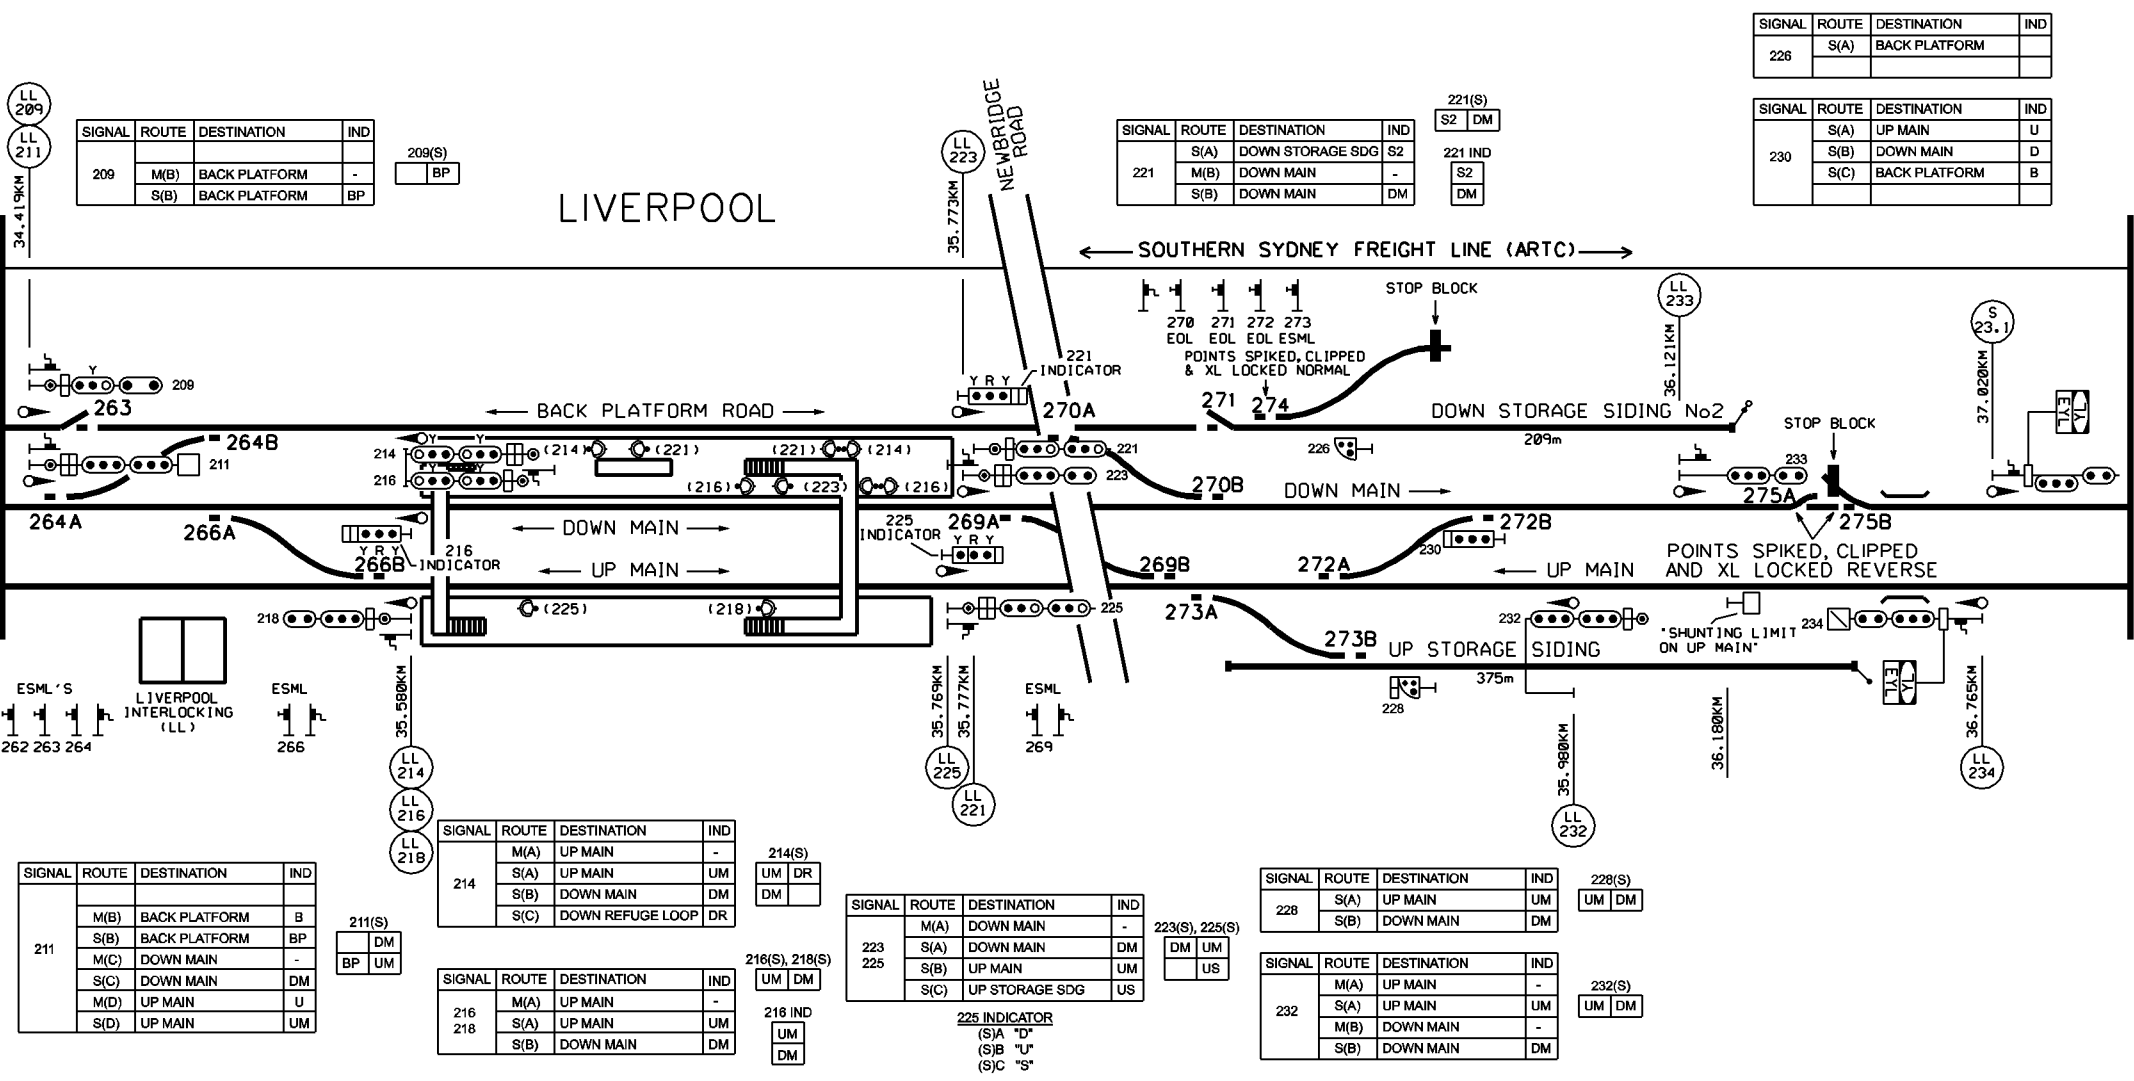 LL
209
LL
211
34.419KM
SIGNAL ROUTE DESTINATION IND
209 M(B) BACK PLATFORM -
S(B) BACK PLATFORM BP
209(S)
BP
LIVERPOOL
LL
223
35.773KM
NEWBRIDGE
ROAD
SIGNAL ROUTE DESTINATION IND
221
S(A) DOWN STORAGE SDG S2
M(B) DOWN MAIN -
S(B) DOWN MAIN DM
221(S)
S2 DM
221 IND
S2
DM
SIGNAL ROUTE DESTINATION IND
226
S(A) BACK PLATFORM
SIGNAL ROUTE DESTINATION IND
230
S(A) UP MAIN U
S(B) DOWN MAIN D
S(C) BACK PLATFORM B
SOUTHERN SYDNEY FREIGHT LINE (ARTC)
270
EOL
271
EOL
272
EOL
273
ESML
POINTS SPIKED, CLIPPED
& XL LOCKED NORMAL
STOP BLOCK
LL
233
36.121KM
S
23.1
37.020KM
Y
209
263
264B
211
BACK PLATFORM ROAD
Y Y
214
Y Y
216
(214) (221) (221) (214)
(216) (223) (216)
Y R Y
221
INDICATOR
270A
221
223
270B
271
274
226
DOWN STORAGE SIDING No2
209m
DOWN MAIN
STOP BLOCK
233
275A
275B
YL
EYL
264A
266A
266B
Y R Y
216
INDICATOR
DOWN MAIN
UP MAIN
225
INDICATOR
Y R Y
269A
269B
272A
272B
230
UP MAIN
POINTS SPIKED, CLIPPED
AND XL LOCKED REVERSE
218
(225) (218)
225
273A
273B
232
UP STORAGE SIDING
375m
228
"SHUNTING LIMIT
ON UP MAIN"
234
YL
EYL
ESML'S
262 263 264
LIVERPOOL
INTERLOCKING
(LL)
ESML
266
35.580KM
LL
214
LL
216
LL
218
35.769KM
35.777KM
LL
225
LL
221
ESML
269
35.980KM
LL
232
36.180KM
36.765KM
LL
234
SIGNAL ROUTE DESTINATION IND
211
M(B) BACK PLATFORM B
S(B) BACK PLATFORM BP
M(C) DOWN MAIN -
S(C) DOWN MAIN DM
M(D) UP MAIN U
S(D) UP MAIN UM
211(S)
DM
BP UM
SIGNAL ROUTE DESTINATION IND
214
M(A) UP MAIN -
S(A) UP MAIN UM
S(B) DOWN MAIN DM
S(C) DOWN REFUGE LOOP DR
214(S)
UM DR
DM
SIGNAL ROUTE DESTINATION IND
216
218
M(A) UP MAIN -
S(A) UP MAIN UM
S(B) DOWN MAIN DM
216(S), 218(S)
UM DM
216 IND
UM
DM
SIGNAL ROUTE DESTINATION IND
223
225
M(A) DOWN MAIN -
S(A) DOWN MAIN DM
S(B) UP MAIN UM
S(C) UP STORAGE SDG US
223(S), 225(S)
DM UM
US
225 INDICATOR
(S)A "D"
(S)B "U"
(S)C "S"
SIGNAL ROUTE DESTINATION IND
228
S(A) UP MAIN UM
S(B) DOWN MAIN DM
228(S)
UM DM
SIGNAL ROUTE DESTINATION IND
232
M(A) UP MAIN -
S(A) UP MAIN UM
M(B) DOWN MAIN -
S(B) DOWN MAIN DM
232(S)
UM DM